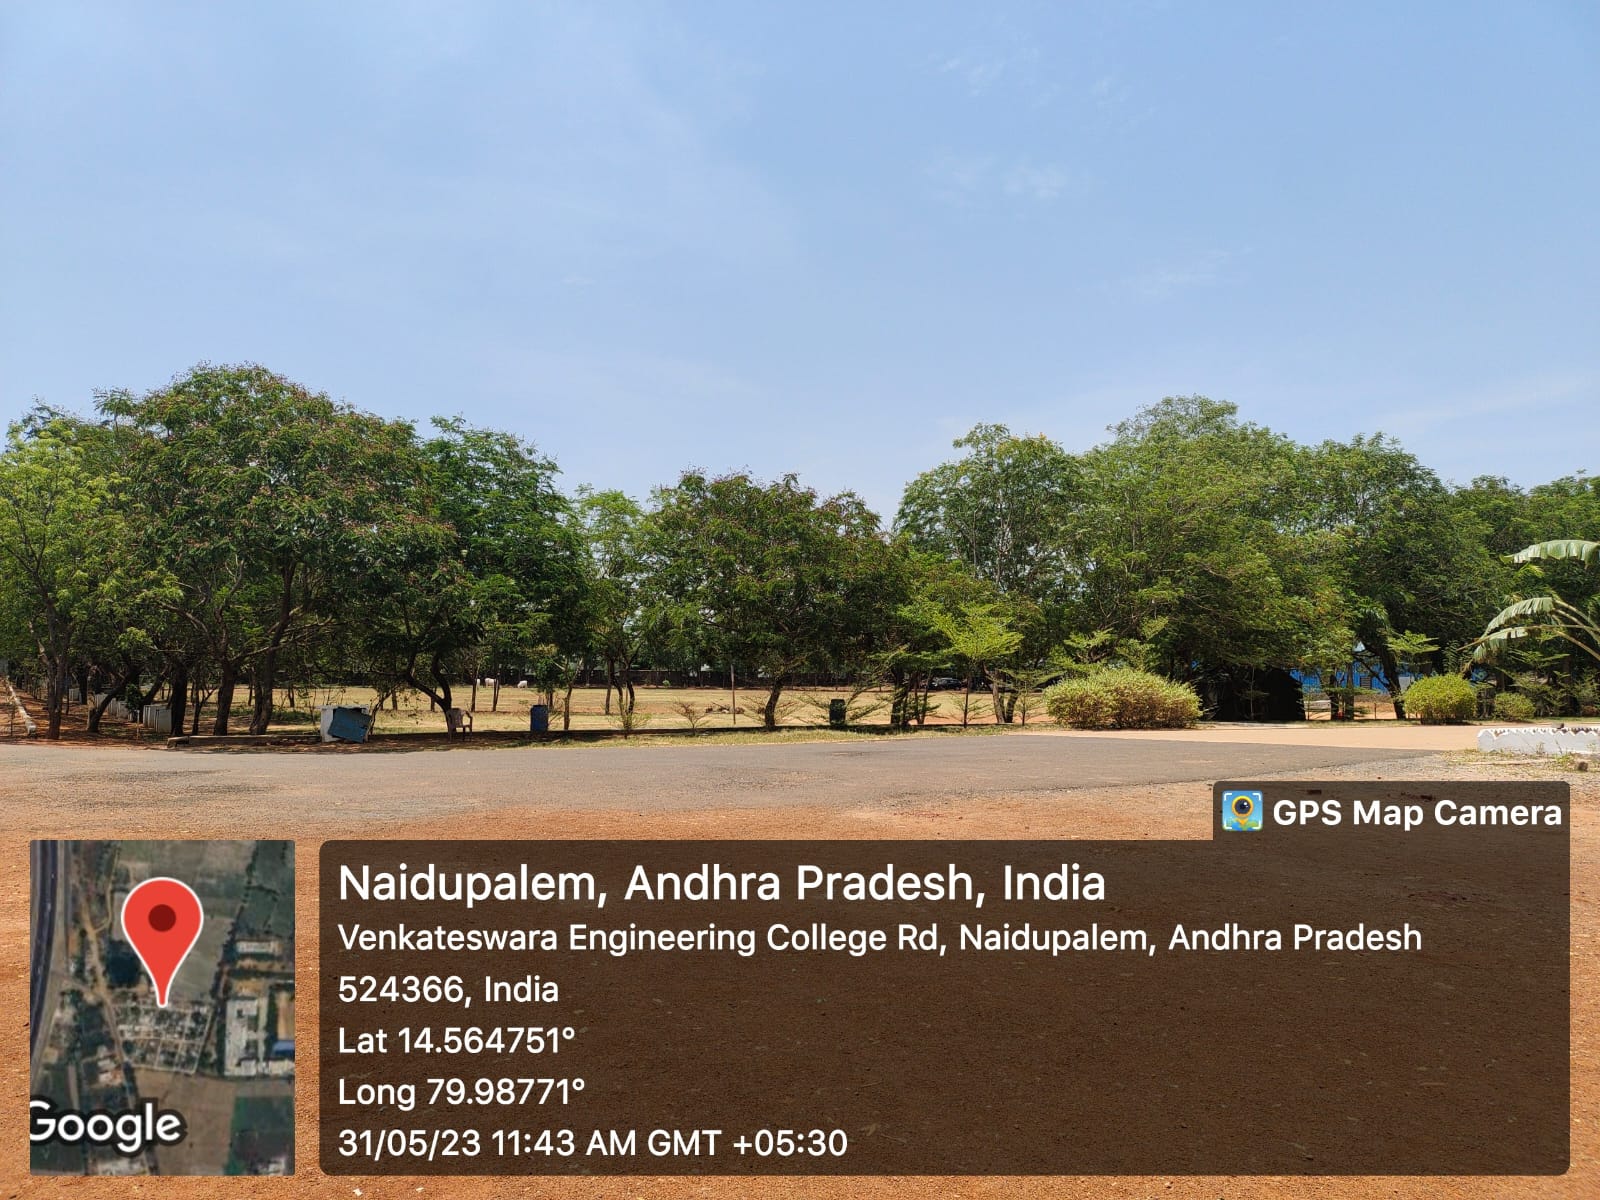 GPS Map Camera
Naidupalem, Andhra Pradesh, India
Venkateswara Engineering College Rd, Naidupalem, Andhra Pradesh
524366, India
Lat 14.564751°
Long 79.98771°
31/05/23 11:43 AM GMT +05:30
Google